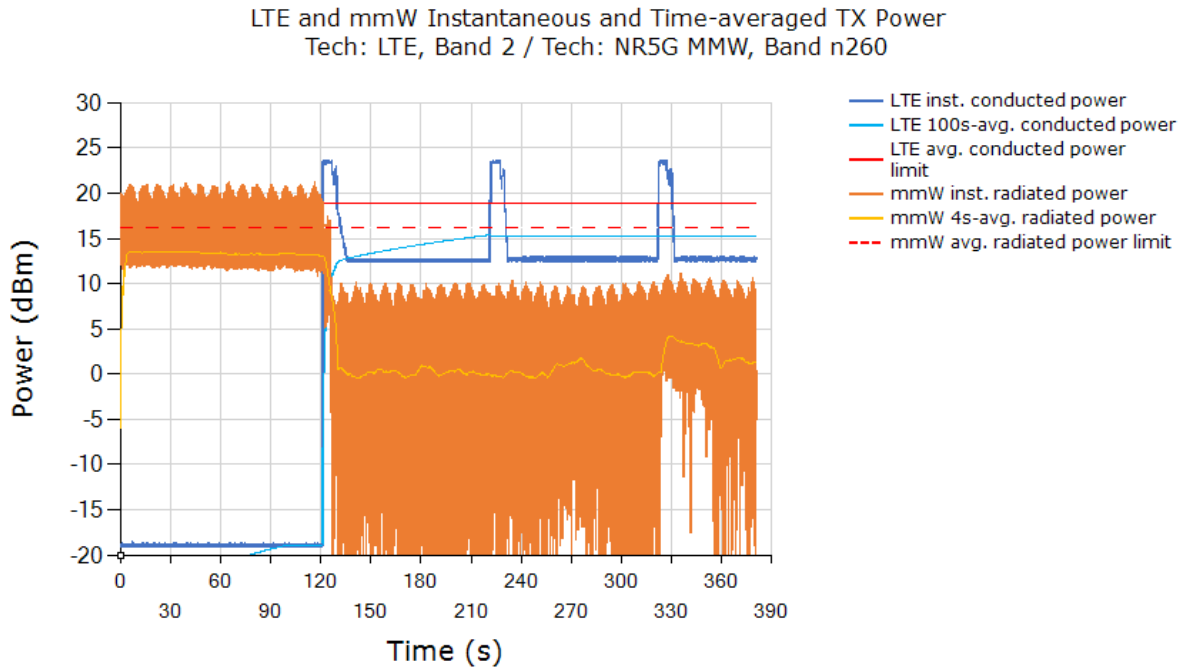 LTE and mmW Instantaneous and Time-averaged TX Power
Tech: LTE, Band 2 / Tech: NR5G MMW, Band n260
LTE inst. conducted power
LTE 100s-avg. conducted power
LTE avg. conducted power
limit
mmW inst. radiated power
mmW 4s-avg. radiated power
mmW avg. radiated power limit
Power (dBm)
30
25
20
15
10
5
0
-5
-10
-15
-20
0 60 120 180 240 300 360
30 90 150 210 270 330 390
Time (s)